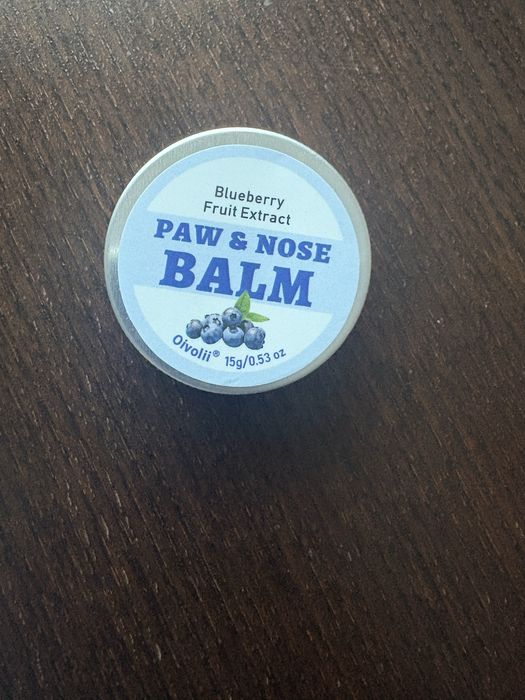 Blueberry
Fruit Extract
PAW & NOSE
BALM
Oivolii® 15g/0.53 oz